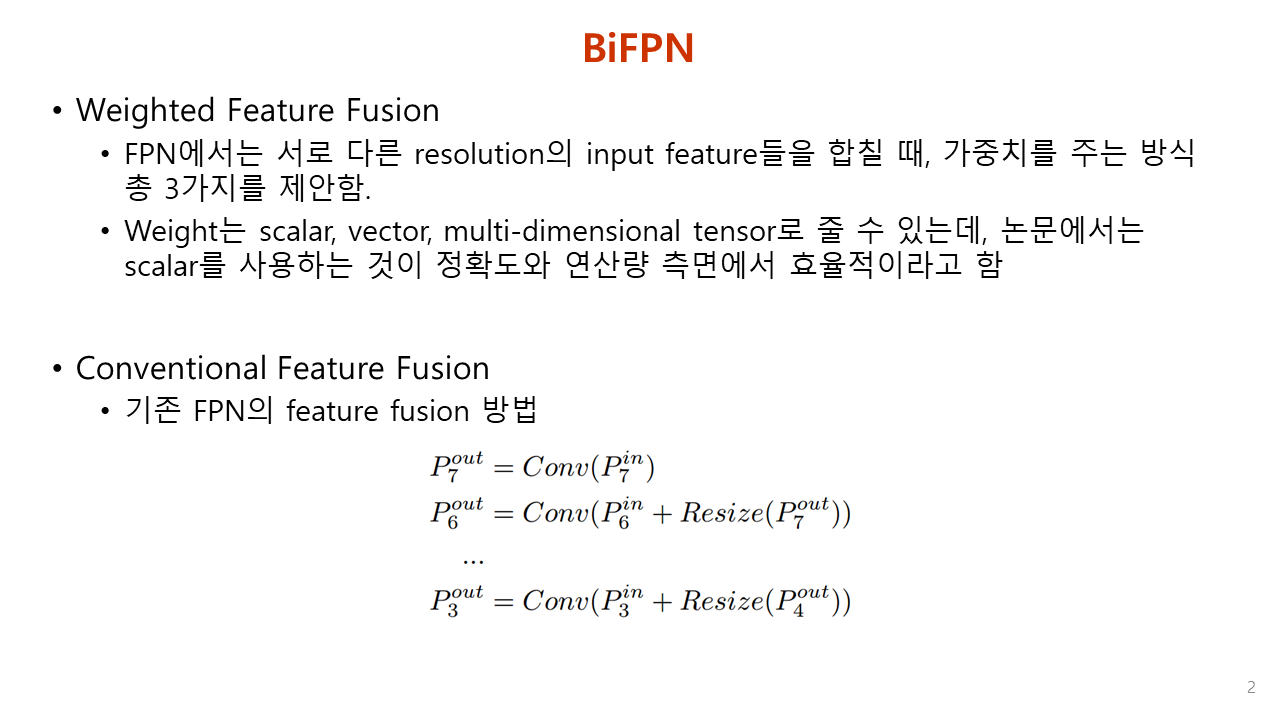 BiFPN
• Weighted Feature Fusion
• FPN에서는 서로 다른 resolution의 input feature들을 합칠 때, 가중치를 주는 방식
총 3가지를 제안함.
• Weight는 scalar, vector, multi-dimensional tensor로 줄 수 있는데, 논문에서는
scalar를 사용하는 것이 정확도와 연산량 측면에서 효율적이라고 함
• Conventional Feature Fusion
• 기존 FPN의 feature fusion 방법
P_7^{out} = Conv(P_7^{in})
P_6^{out} = Conv(P_6^{in} + Resize(P_7^{out}))
...
P_3^{out} = Conv(P_3^{in} + Resize(P_4^{out}))
2